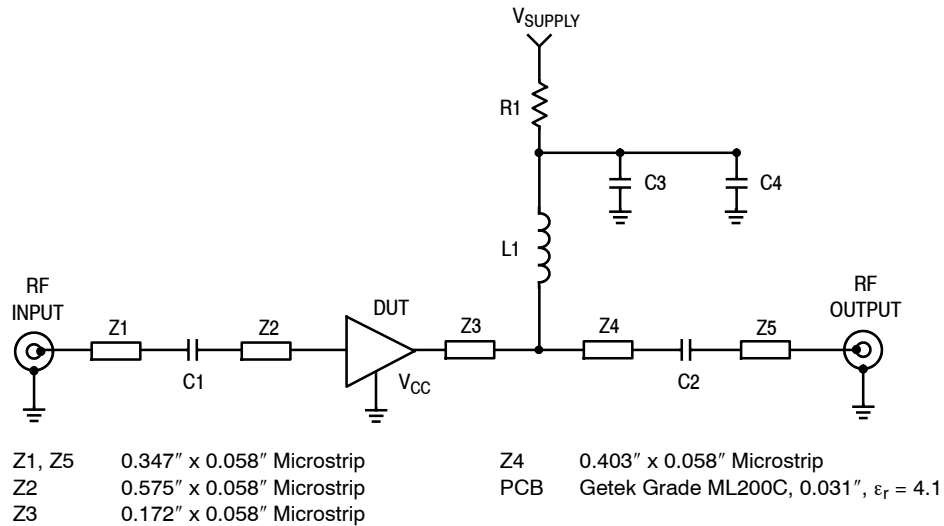 VSUPPLY
R1
C3
C4
L1
RF
INPUT
RF
OUTPUT
DUT
Z1
Z2
Z3
Z4
Z5
C1
VCC
C2
Z1, Z5 0.347″ x 0.058″ Microstrip
Z2 0.575″ x 0.058″ Microstrip
Z3 0.172″ x 0.058″ Microstrip
Z4 0.403″ x 0.058″ Microstrip
PCB Getek Grade ML200C, 0.031″, εr = 4.1